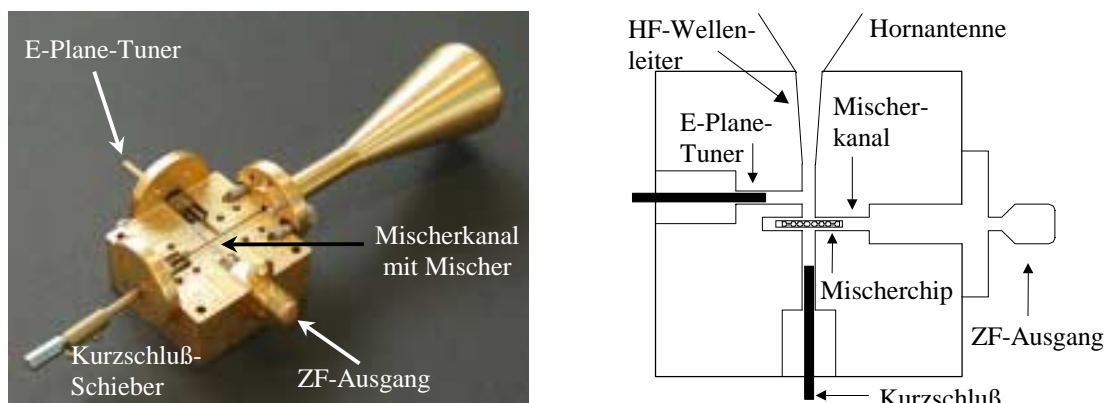 E-Plane-Tuner
Mischerkanal
mit Mischer
Kurzschluß-
Schieber
ZF-Ausgang
HF-Wellen-
leiter
Hornantenne
Mischer-
kanal
E-Plane-
Tuner
Mischerchip
ZF-Ausgang
Kurzschluß